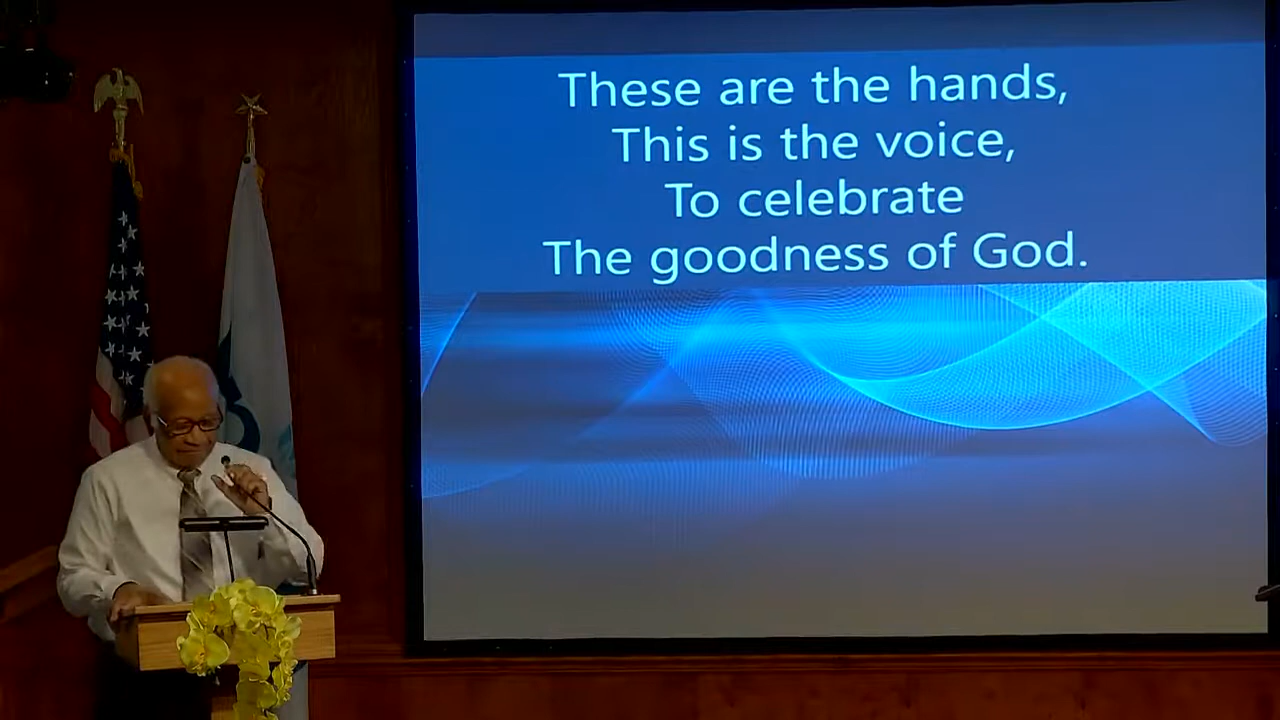 These are the hands,
This is the voice,
To celebrate
The goodness of God.